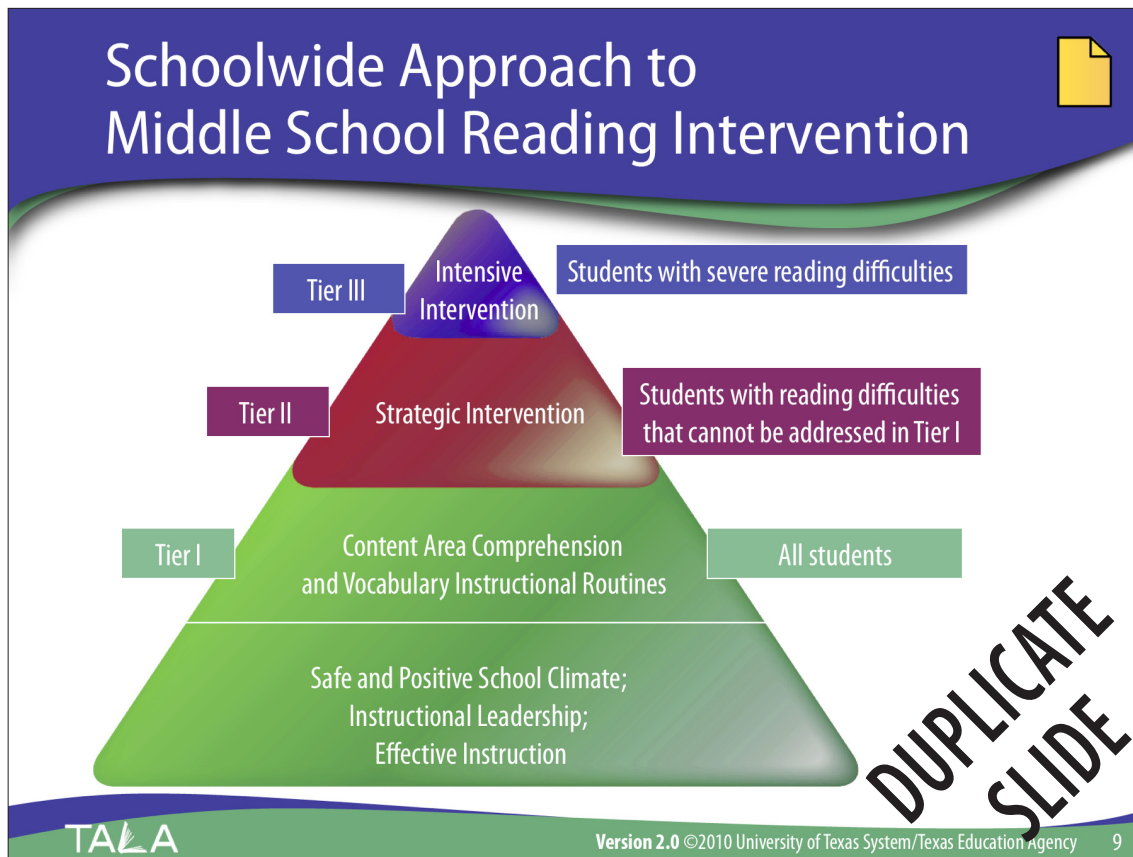 Schoolwide Approach to
Middle School Reading Intervention
Tier III
Intensive
Intervention
Students with severe reading difficulties
Tier II
Strategic Intervention
Students with reading difficulties
that cannot be addressed in Tier I
Tier I
Content Area Comprehension
and Vocabulary Instructional Routines
All students
Safe and Positive School Climate;
Instructional Leadership;
Effective Instruction
DUPLICATE
SLIDE
TALA
Version 2.0 ©2010 University of Texas System/Texas Education Agency 9